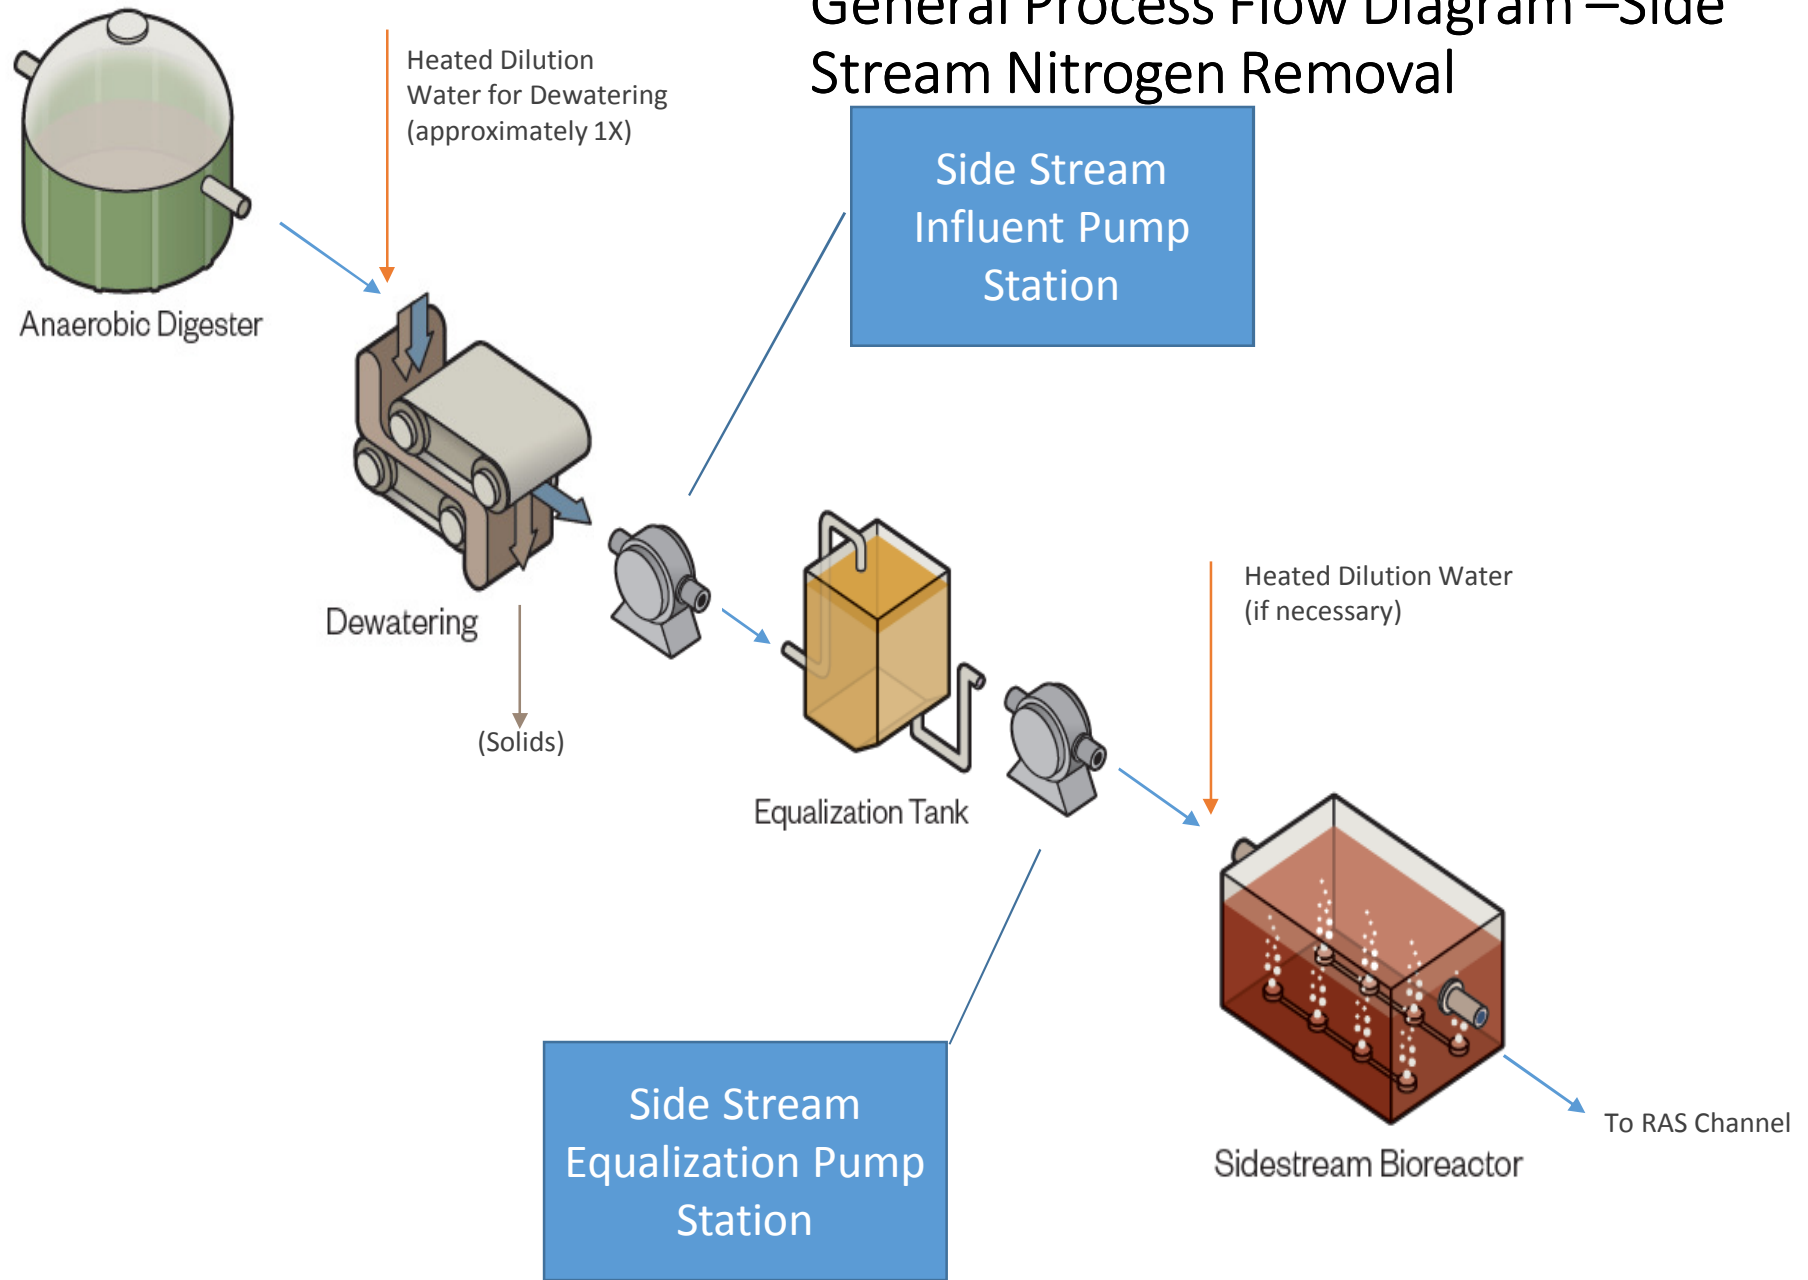 General Process Flow Diagram –Side
Stream Nitrogen Removal
Heated Dilution
Water for Dewatering
(approximately 1X)
Side Stream
Influent Pump
Station
Anaerobic Digester
Dewatering
(Solids)
Heated Dilution Water
(if necessary)
Equalization Tank
Side Stream
Equalization Pump
Station
To RAS Channel
Sidestream Bioreactor